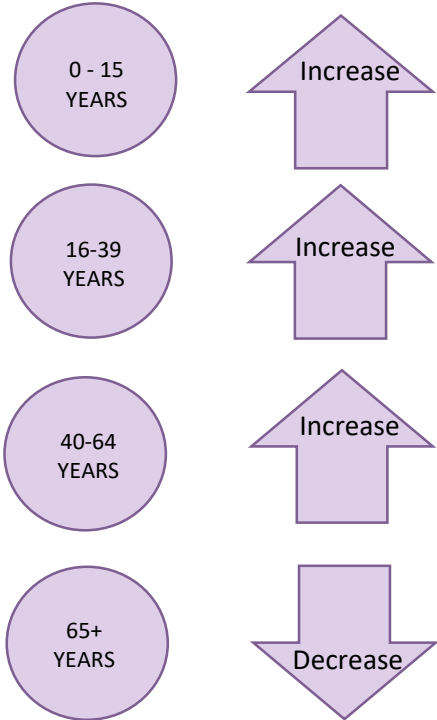 0 - 15
YEARS
Increase
16-39
YEARS
Increase
40-64
YEARS
Increase
65+
YEARS
Decrease